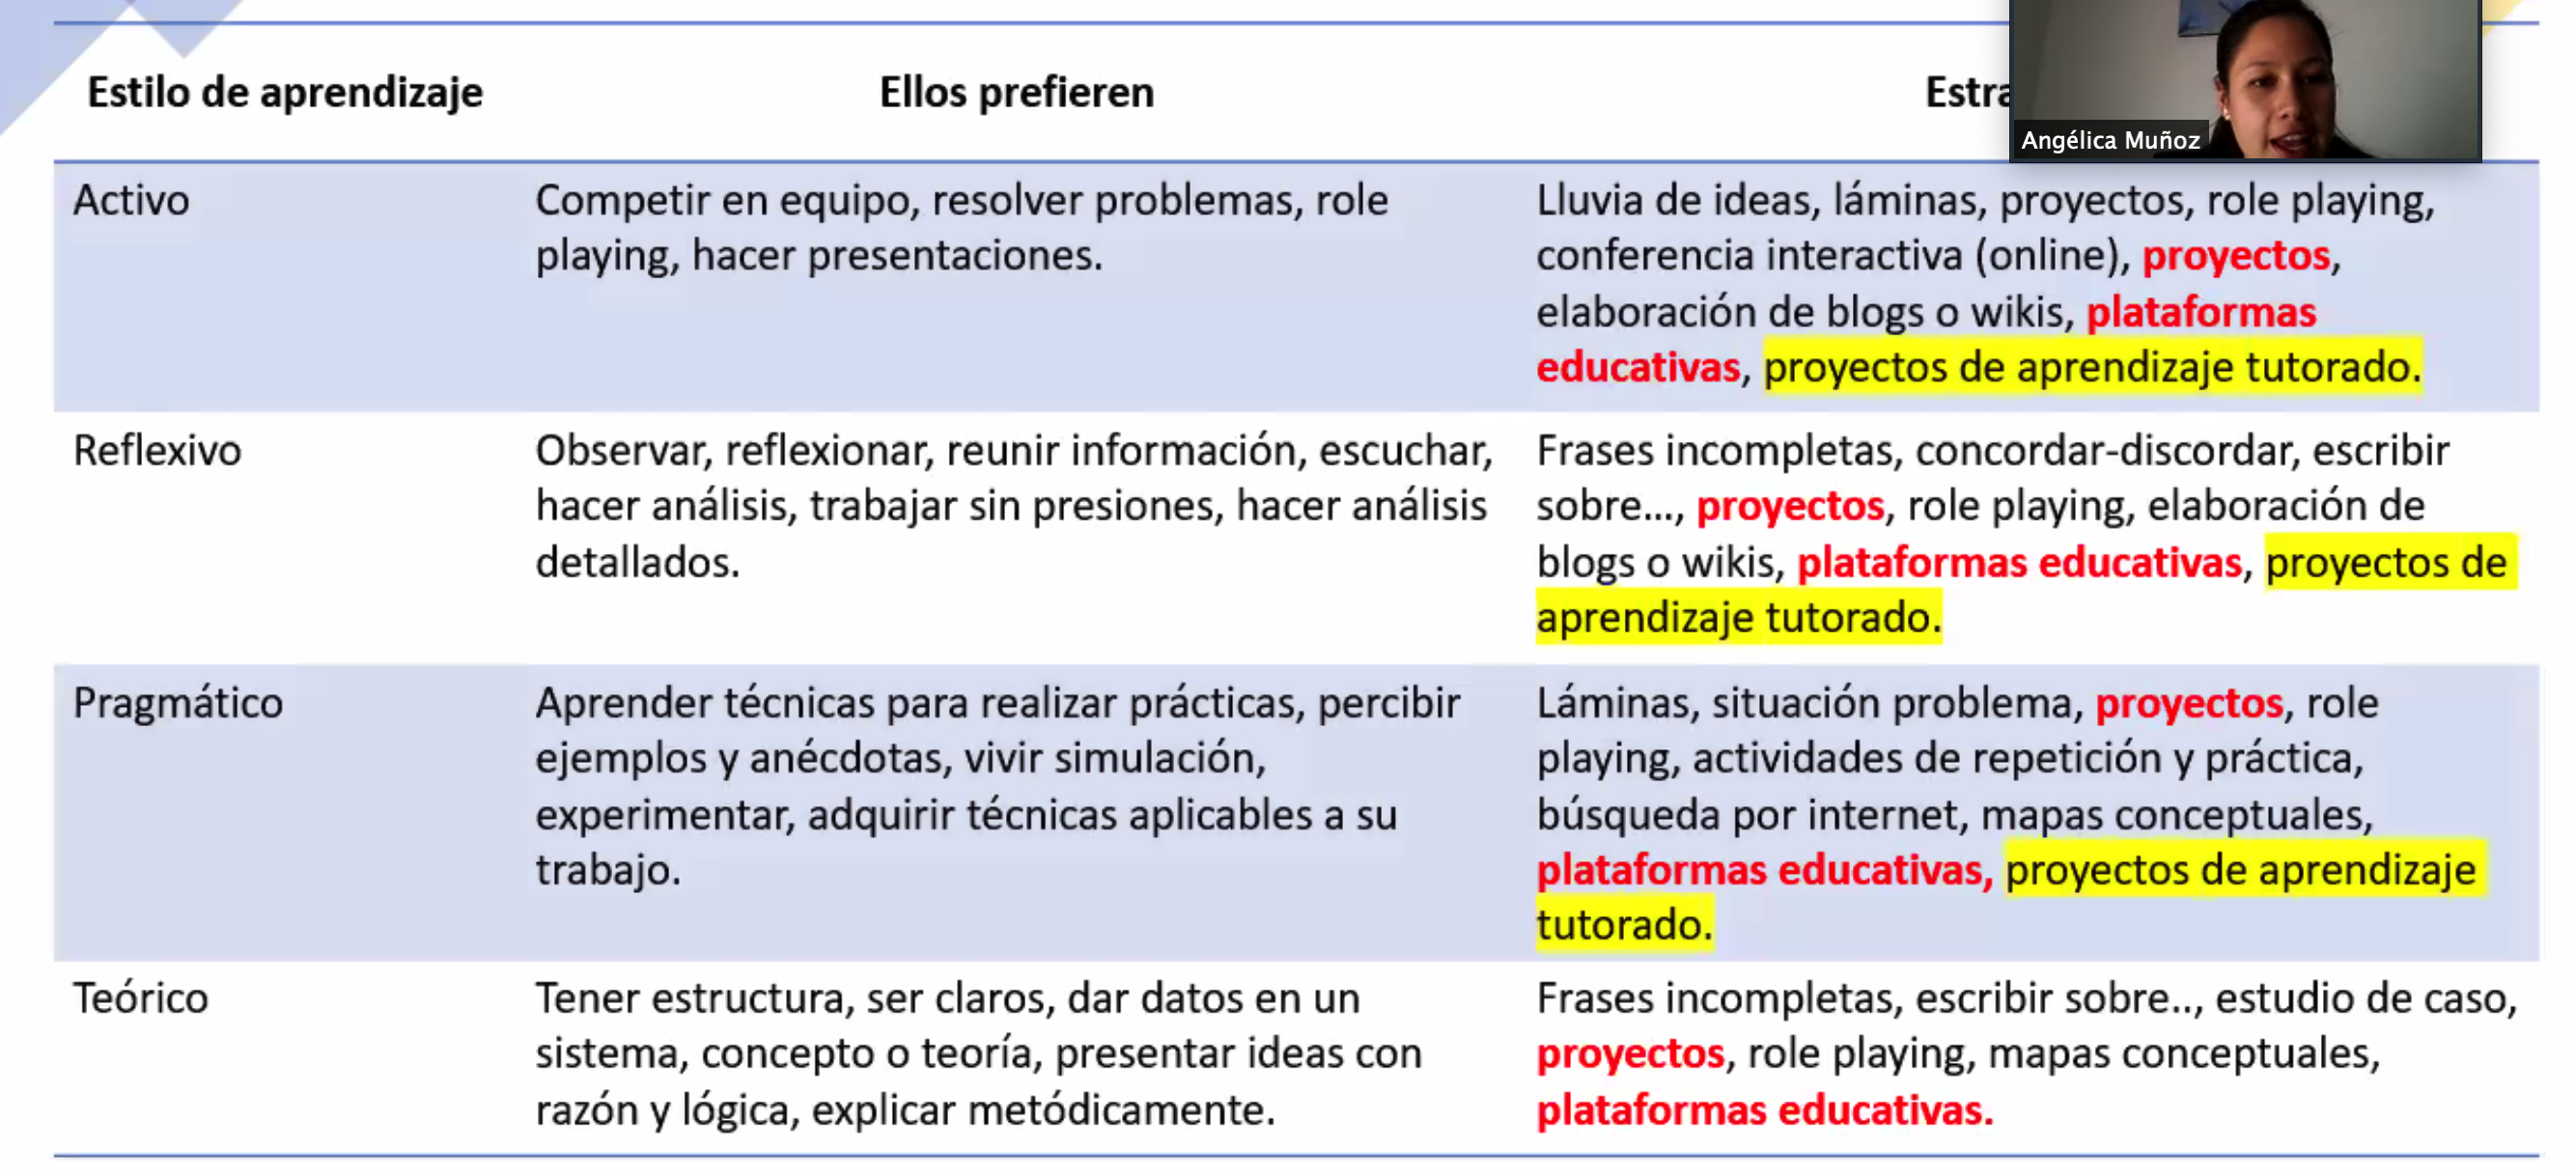 Estilo de aprendizaje
Ellos prefieren
Estra
Angélica Muñoz
Activo
Competir en equipo, resolver problemas, role
playing, hacer presentaciones.
Lluvia de ideas, láminas, proyectos, role playing,
conferencia interactiva (online), proyectos,
elaboración de blogs o wikis, plataformas
educativas, proyectos de aprendizaje tutorado.
Reflexivo
Observar, reflexionar, reunir información, escuchar,
hacer análisis, trabajar sin presiones, hacer análisis
detallados.
Frases incompletas, concordar-discordar, escribir
sobre..., proyectos, role playing, elaboración de
blogs o wikis, plataformas educativas, proyectos de
aprendizaje tutorado.
Pragmático
Aprender técnicas para realizar prácticas, percibir
ejemplos y anécdotas, vivir simulación,
experimentar, adquirir técnicas aplicables a su
trabajo.
Láminas, situación problema, proyectos, role
playing, actividades de repetición y práctica,
búsqueda por internet, mapas conceptuales,
plataformas educativas, proyectos de aprendizaje
tutorado.
Teórico
Tener estructura, ser claros, dar datos en un
sistema, concepto o teoría, presentar ideas con
razón y lógica, explicar metódicamente.
Frases incompletas, escribir sobre.., estudio de caso,
proyectos, role playing, mapas conceptuales,
plataformas educativas.